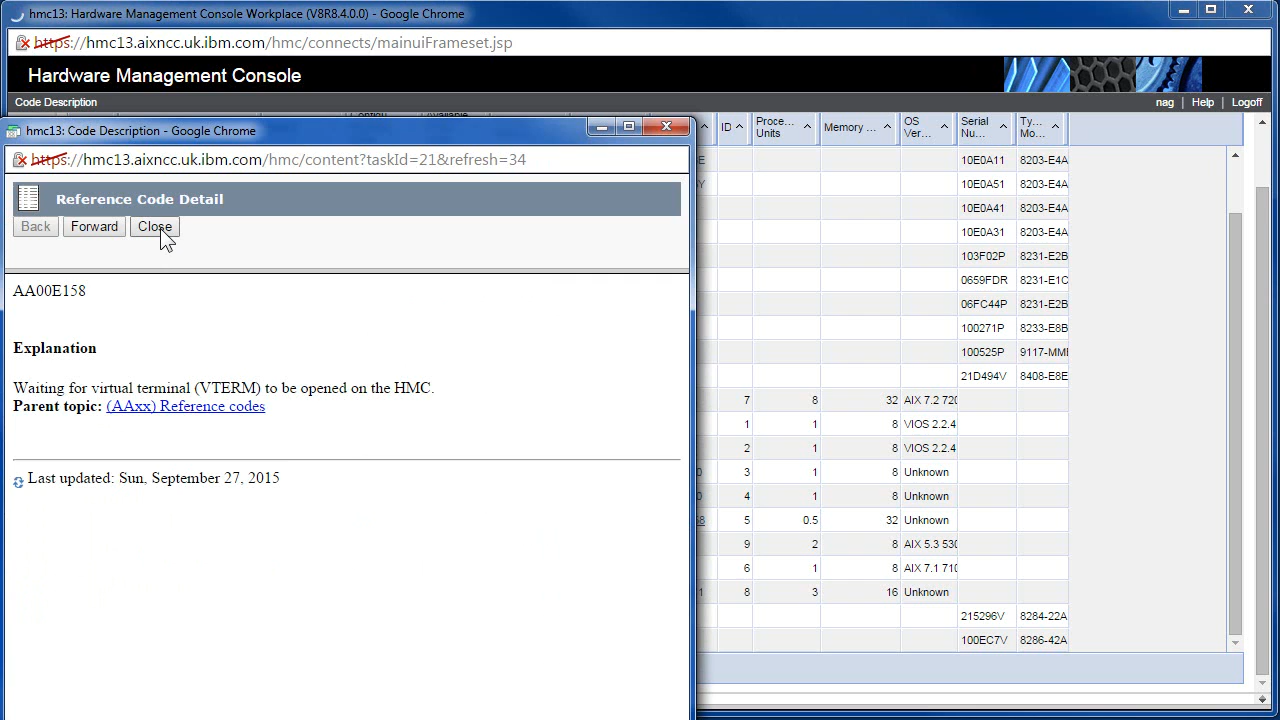 hmc13: Hardware Management Console Workplace (V8R8.4.0.0) - Google Chrome
https://hmc13.aixncc.uk.ibm.com/hmc/connects/mainuiFrameset.jsp
Hardware Management Console
Code Description
nag | Help | Logoff
hmc13: Code Description - Google Chrome
https://hmc13.aixncc.uk.ibm.com/hmc/content?taskId=21&refresh=34
Reference Code Detail
Back Forward Close
AA00E158
Explanation
Waiting for virtual terminal (VTERM) to be opened on the HMC.
Parent topic: (AAxx) Reference codes
Last updated: Sun, September 27, 2015
ID Proce... Units Memory ... OS Ver... Serial Nu... Ty... Mo...
10E0A11 8203-E4A
10E0A51 8203-E4A
10E0A41 8203-E4A
10E0A31 8203-E4A
103F02P 8231-E2B
0659FDR 8231-E1C
06FC44P 8231-E2B
100271P 8233-E8B
100525P 9117-MM
21D494V 8408-E8E
7 8 32 AIX 7.2 720
1 1 8 VIOS 2.2.4
2 1 8 VIOS 2.2.4
3 1 8 Unknown
4 1 8 Unknown
5 0.5 32 Unknown
9 2 8 AIX 5.3 530
6 1 8 AIX 7.1 710
8 3 16 Unknown
215296V 8284-22A
100EC7V 8286-42A